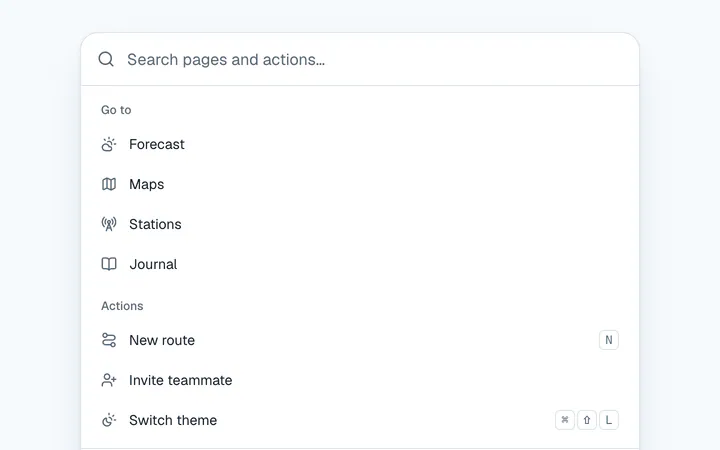 Search pages and actions...
Go to
Forecast
Maps
Stations
Journal
Actions
New route N
Invite teammate
Switch theme ⌘ ⇧ L